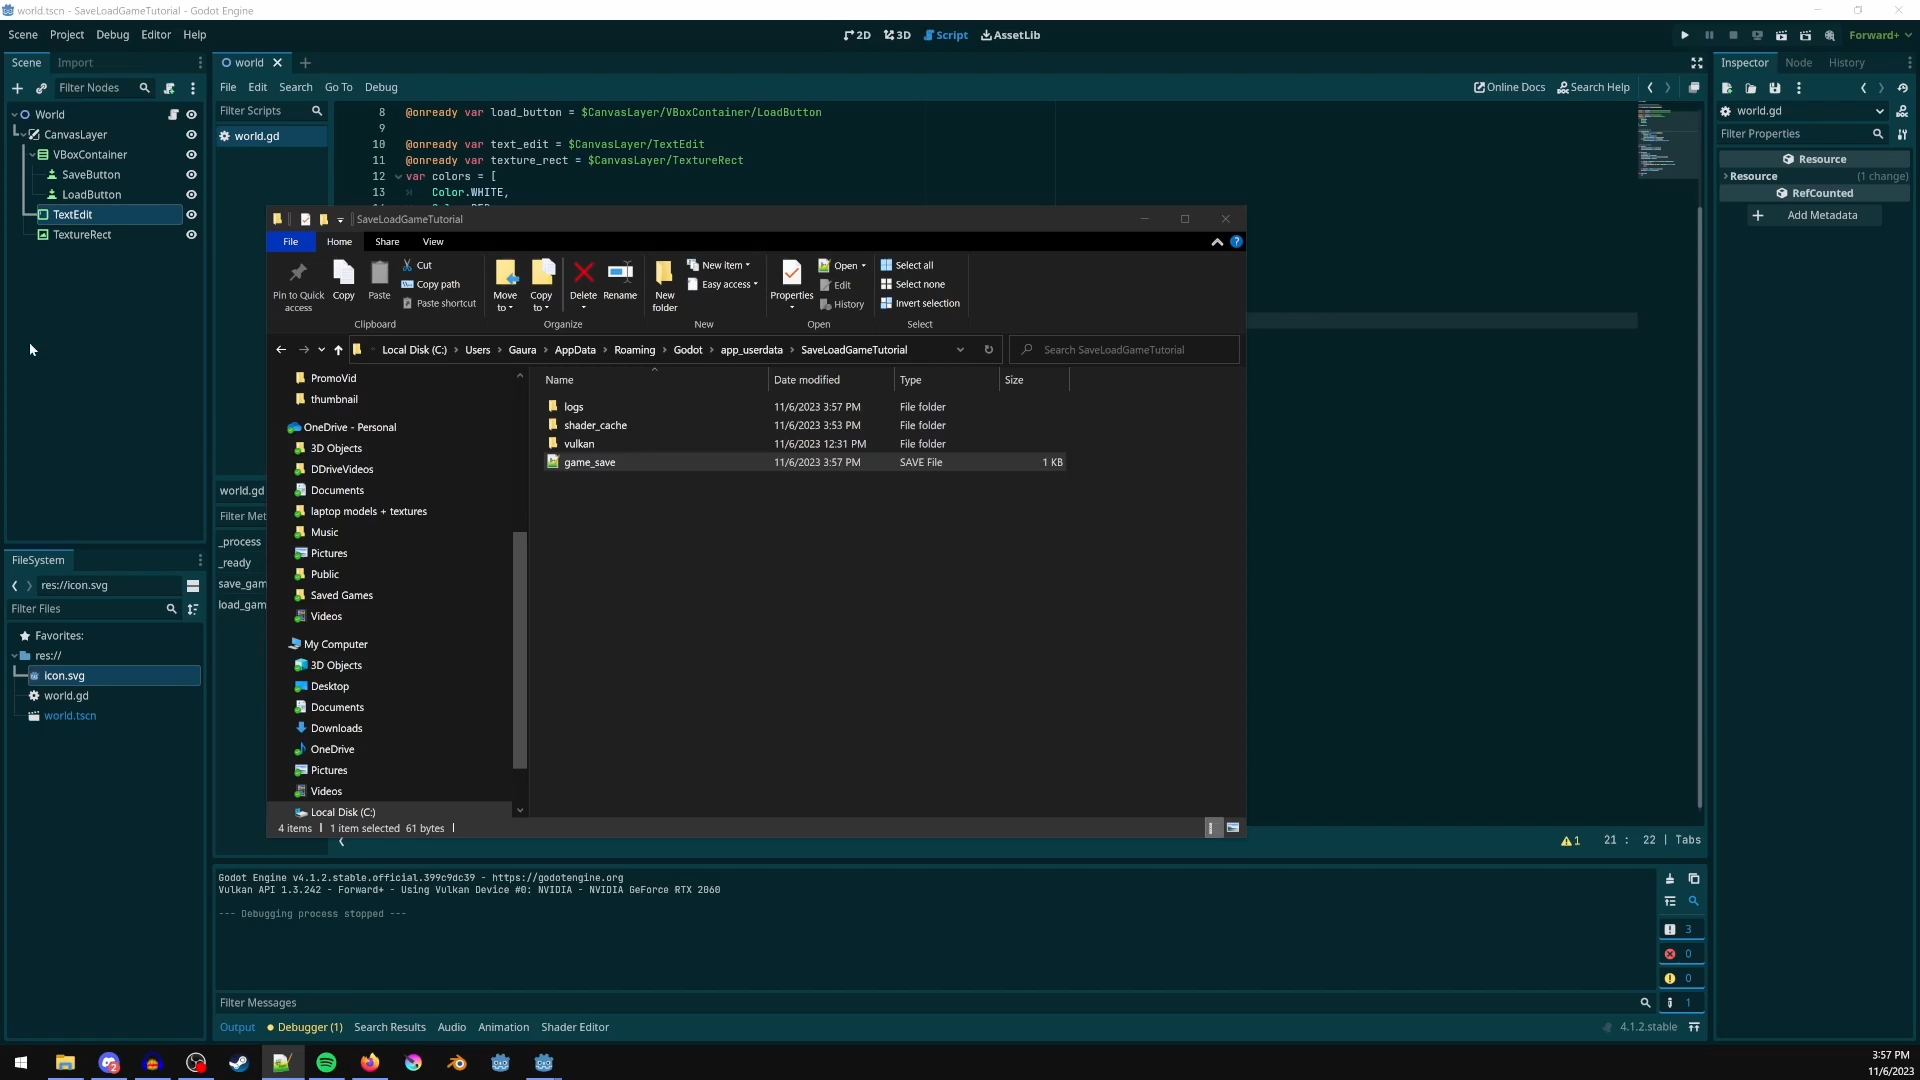 world.tscn - SaveLoadGameTutorial - Godot Engine
Scene Project Debug Editor Help
2D 3D Script AssetLib
Forward+
Scene Import
world
Inspector Node History
Filter Nodes
File Edit Search Go To Debug
Online Docs Search Help
Filter Scripts
world.gd
World
CanvasLayer
VBoxContainer
SaveButton
LoadButton
TextEdit
TextureRect
8 @onready var load_button = $CanvasLayer/VBoxContainer/LoadButton
9
10 @onready var text_edit = $CanvasLayer/TextEdit
11 @onready var texture_rect = $CanvasLayer/TextureRect
12 var colors = [
13 Color.WHITE,
world.gd
Filter Properties
Resource
Resource (1 change)
RefCounted
Add Metadata
SaveLoadGameTutorial
File Home Share View
Pin to Quick access
Copy
Paste
Cut
Copy path
Paste shortcut
Clipboard
Move to
Copy to
Delete
Rename
Organize
New folder
New item
Easy access
New
Properties
Open
Edit
History
Open
Select all
Select none
Invert selection
Select
Local Disk (C:) Users Gaura AppData Roaming Godot app_userdata SaveLoadGameTutorial
Search SaveLoadGameTutorial
Name Date modified Type Size
logs 11/6/2023 3:57 PM File folder
shader_cache 11/6/2023 3:53 PM File folder
vulkan 11/6/2023 12:31 PM File folder
game_save 11/6/2023 3:57 PM SAVE File 1 KB
PromoVid
thumbnail
OneDrive - Personal
3D Objects
DDriveVideos
Documents
laptop models + textures
Music
Pictures
Public
Saved Games
Videos
My Computer
3D Objects
Desktop
Documents
Downloads
OneDrive
Pictures
Videos
Local Disk (C:)
4 items 1 item selected 61 bytes
world.gd
Filter Met
_process
_ready
save_gam
load_gam
FileSystem
res://icon.svg
Filter Files
Favorites:
res://
icon.svg
world.gd
world.tscn
1 21 : 22 | Tabs
Godot Engine v4.1.2.stable.official.399c9dc39 - https://godotengine.org
Vulkan API 1.3.242 - Forward+ - Using Vulkan Device #0: NVIDIA - NVIDIA GeForce RTX 2060
--- Debugging process stopped ---
3
0
0
1
Filter Messages
Output Debugger (1) Search Results Audio Animation Shader Editor
4.1.2.stable
2
3:57 PM
11/6/2023